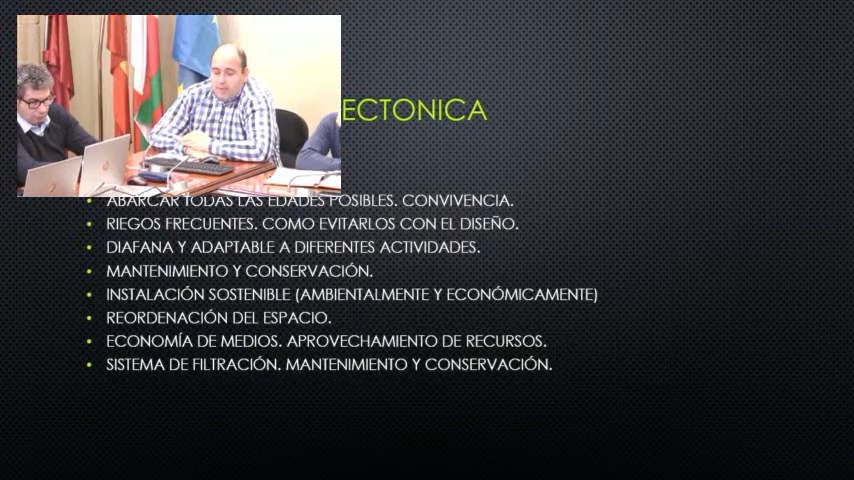 ECTONICA
ABARCAR TODAS LAS EDADES POSIBLES. CONVIVENCIA.
• RIEGOS FRECUENTES. COMO EVITARLOS CON EL DISEÑO.
• DIAFANA Y ADAPTABLE A DIFERENTES ACTIVIDADES.
• MANTENIMIENTO Y CONSERVACIÓN.
• INSTALACIÓN SOSTENIBLE (AMBIENTALMENTE Y ECONÓMICAMENTE)
• REORDENACIÓN DEL ESPACIO.
• ECONOMÍA DE MEDIOS. APROVECHAMIENTO DE RECURSOS.
• SISTEMA DE FILTRACIÓN. MANTENIMIENTO Y CONSERVACIÓN.